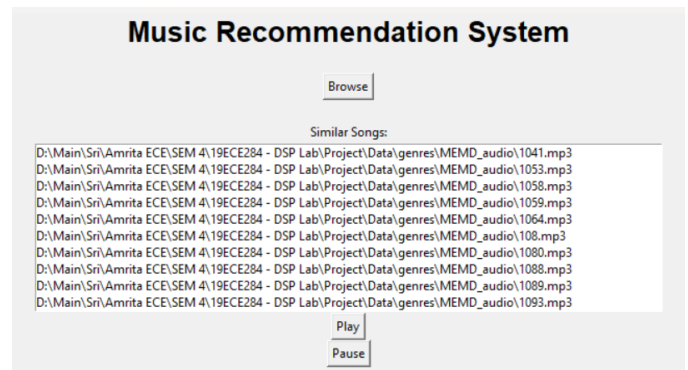 Music Recommendation System
Browse
Similar Songs:
D:\Main\Sri\Amrita ECE\SEM 4\19ECE284 - DSP Lab\Project\Data\genres\MEMD_audio\1041.mp3
D:\Main\Sri\Amrita ECE\SEM 4\19ECE284 - DSP Lab\Project\Data\genres\MEMD_audio\1053.mp3
D:\Main\Sri\Amrita ECE\SEM 4\19ECE284 - DSP Lab\Project\Data\genres\MEMD_audio\1058.mp3
D:\Main\Sri\Amrita ECE\SEM 4\19ECE284 - DSP Lab\Project\Data\genres\MEMD_audio\1059.mp3
D:\Main\Sri\Amrita ECE\SEM 4\19ECE284 - DSP Lab\Project\Data\genres\MEMD_audio\1064.mp3
D:\Main\Sri\Amrita ECE\SEM 4\19ECE284 - DSP Lab\Project\Data\genres\MEMD_audio\108.mp3
D:\Main\Sri\Amrita ECE\SEM 4\19ECE284 - DSP Lab\Project\Data\genres\MEMD_audio\1080.mp3
D:\Main\Sri\Amrita ECE\SEM 4\19ECE284 - DSP Lab\Project\Data\genres\MEMD_audio\1088.mp3
D:\Main\Sri\Amrita ECE\SEM 4\19ECE284 - DSP Lab\Project\Data\genres\MEMD_audio\1089.mp3
D:\Main\Sri\Amrita ECE\SEM 4\19ECE284 - DSP Lab\Project\Data\genres\MEMD_audio\1093.mp3
Play
Pause